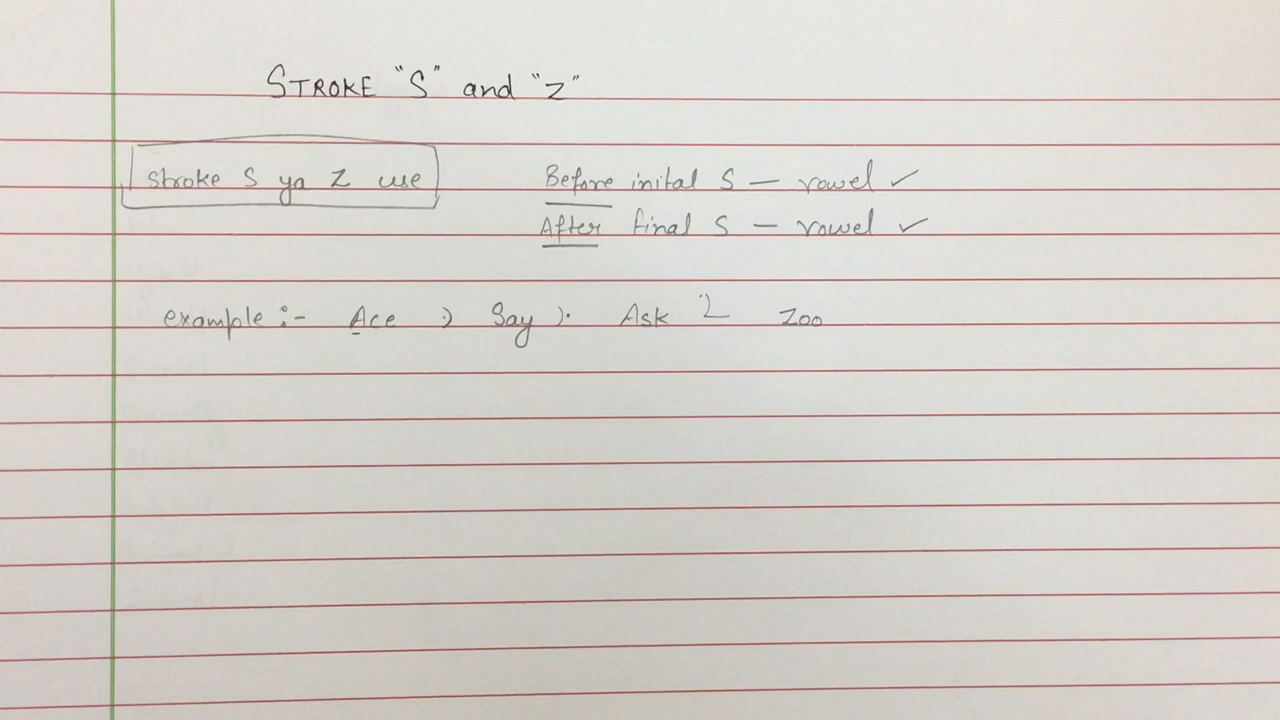 STROKE "S" and "Z"
stroke S ya Z use
Before inital S — vowel ✓
After final S — vowel ✓
example :- Ace Say Ask Zoo